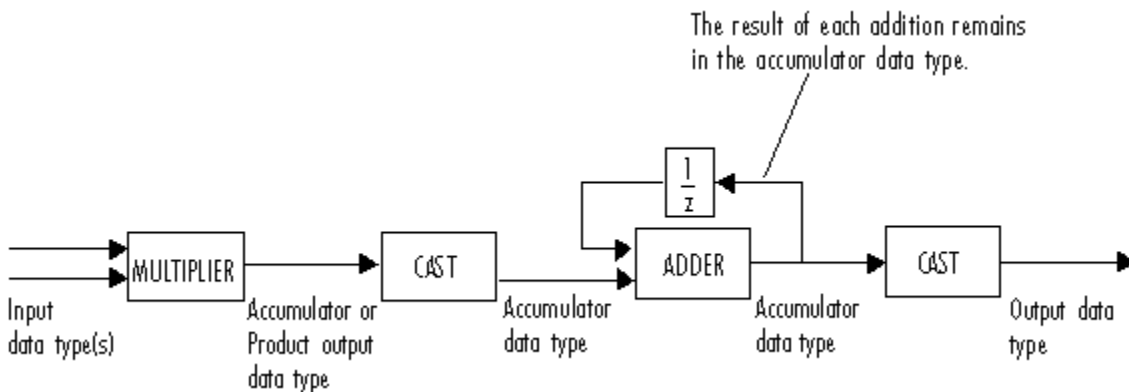 The result of each addition remains
in the accumulator data type.
1
z
MULTIPLIER
CAST
ADDER
CAST
Input
data type(s)
Accumulator or
Product output
data type
Accumulator
data type
Accumulator
data type
Output data
type